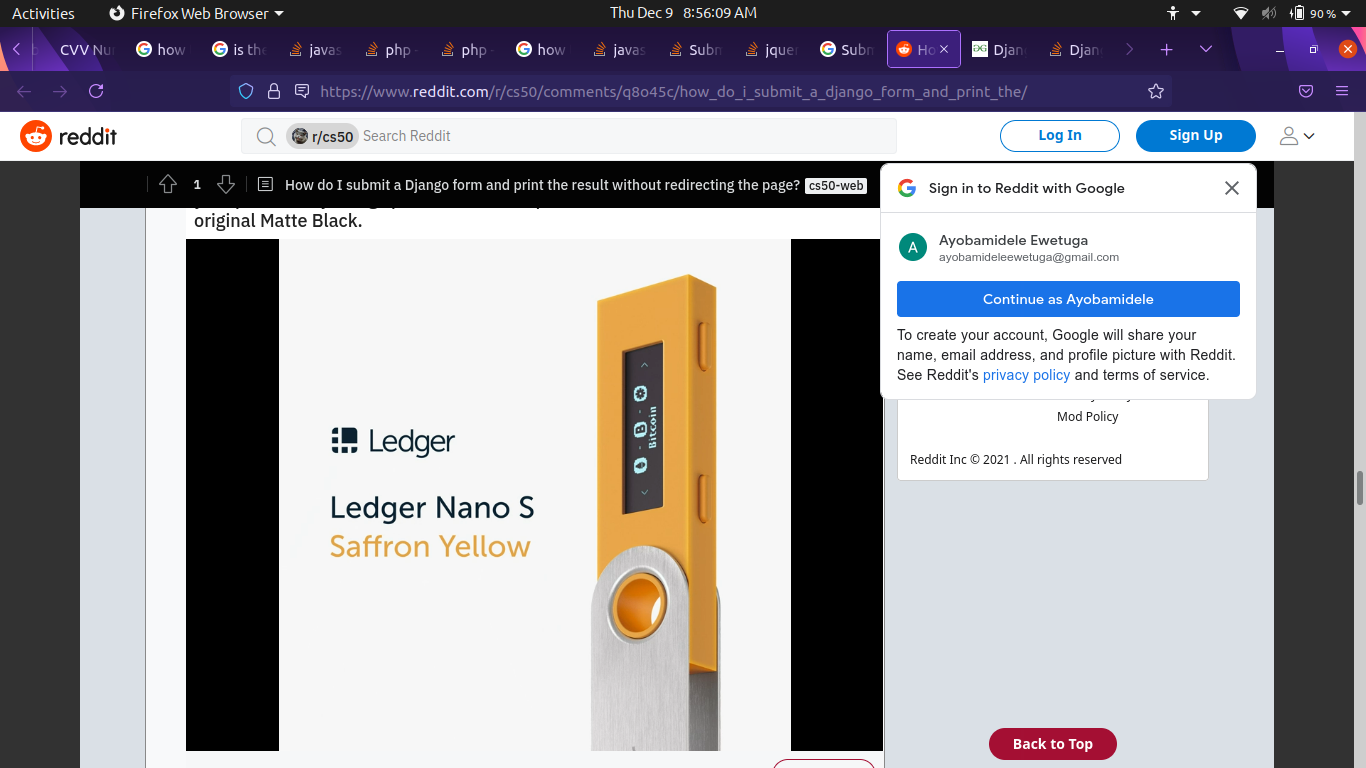 Activities
Firefox Web Browser
Thu Dec 9 8:56:09 AM
90 %
CVV Nu
how
is the
javas
php
php
how
javas
Subm
jquer
Subm
Ho
Djan
Djan
https://www.reddit.com/r/cs50/comments/q8o45c/how_do_i_submit_a_django_form_and_print_the/
reddit
r/cs50
Search Reddit
Log In
Sign Up
1
How do I submit a Django form and print the result without redirecting the page?
cs50-web
original Matte Black.
Ledger
Ledger Nano S
Saffron Yellow
Bitcoin
Sign in to Reddit with Google
A
Ayobamidele Ewetuga
ayobamideleewetuga@gmail.com
Continue as Ayobamidele
To create your account, Google will share your
name, email address, and profile picture with Reddit.
See Reddit's privacy policy and terms of service.
Mod Policy
Reddit Inc © 2021 . All rights reserved
Back to Top